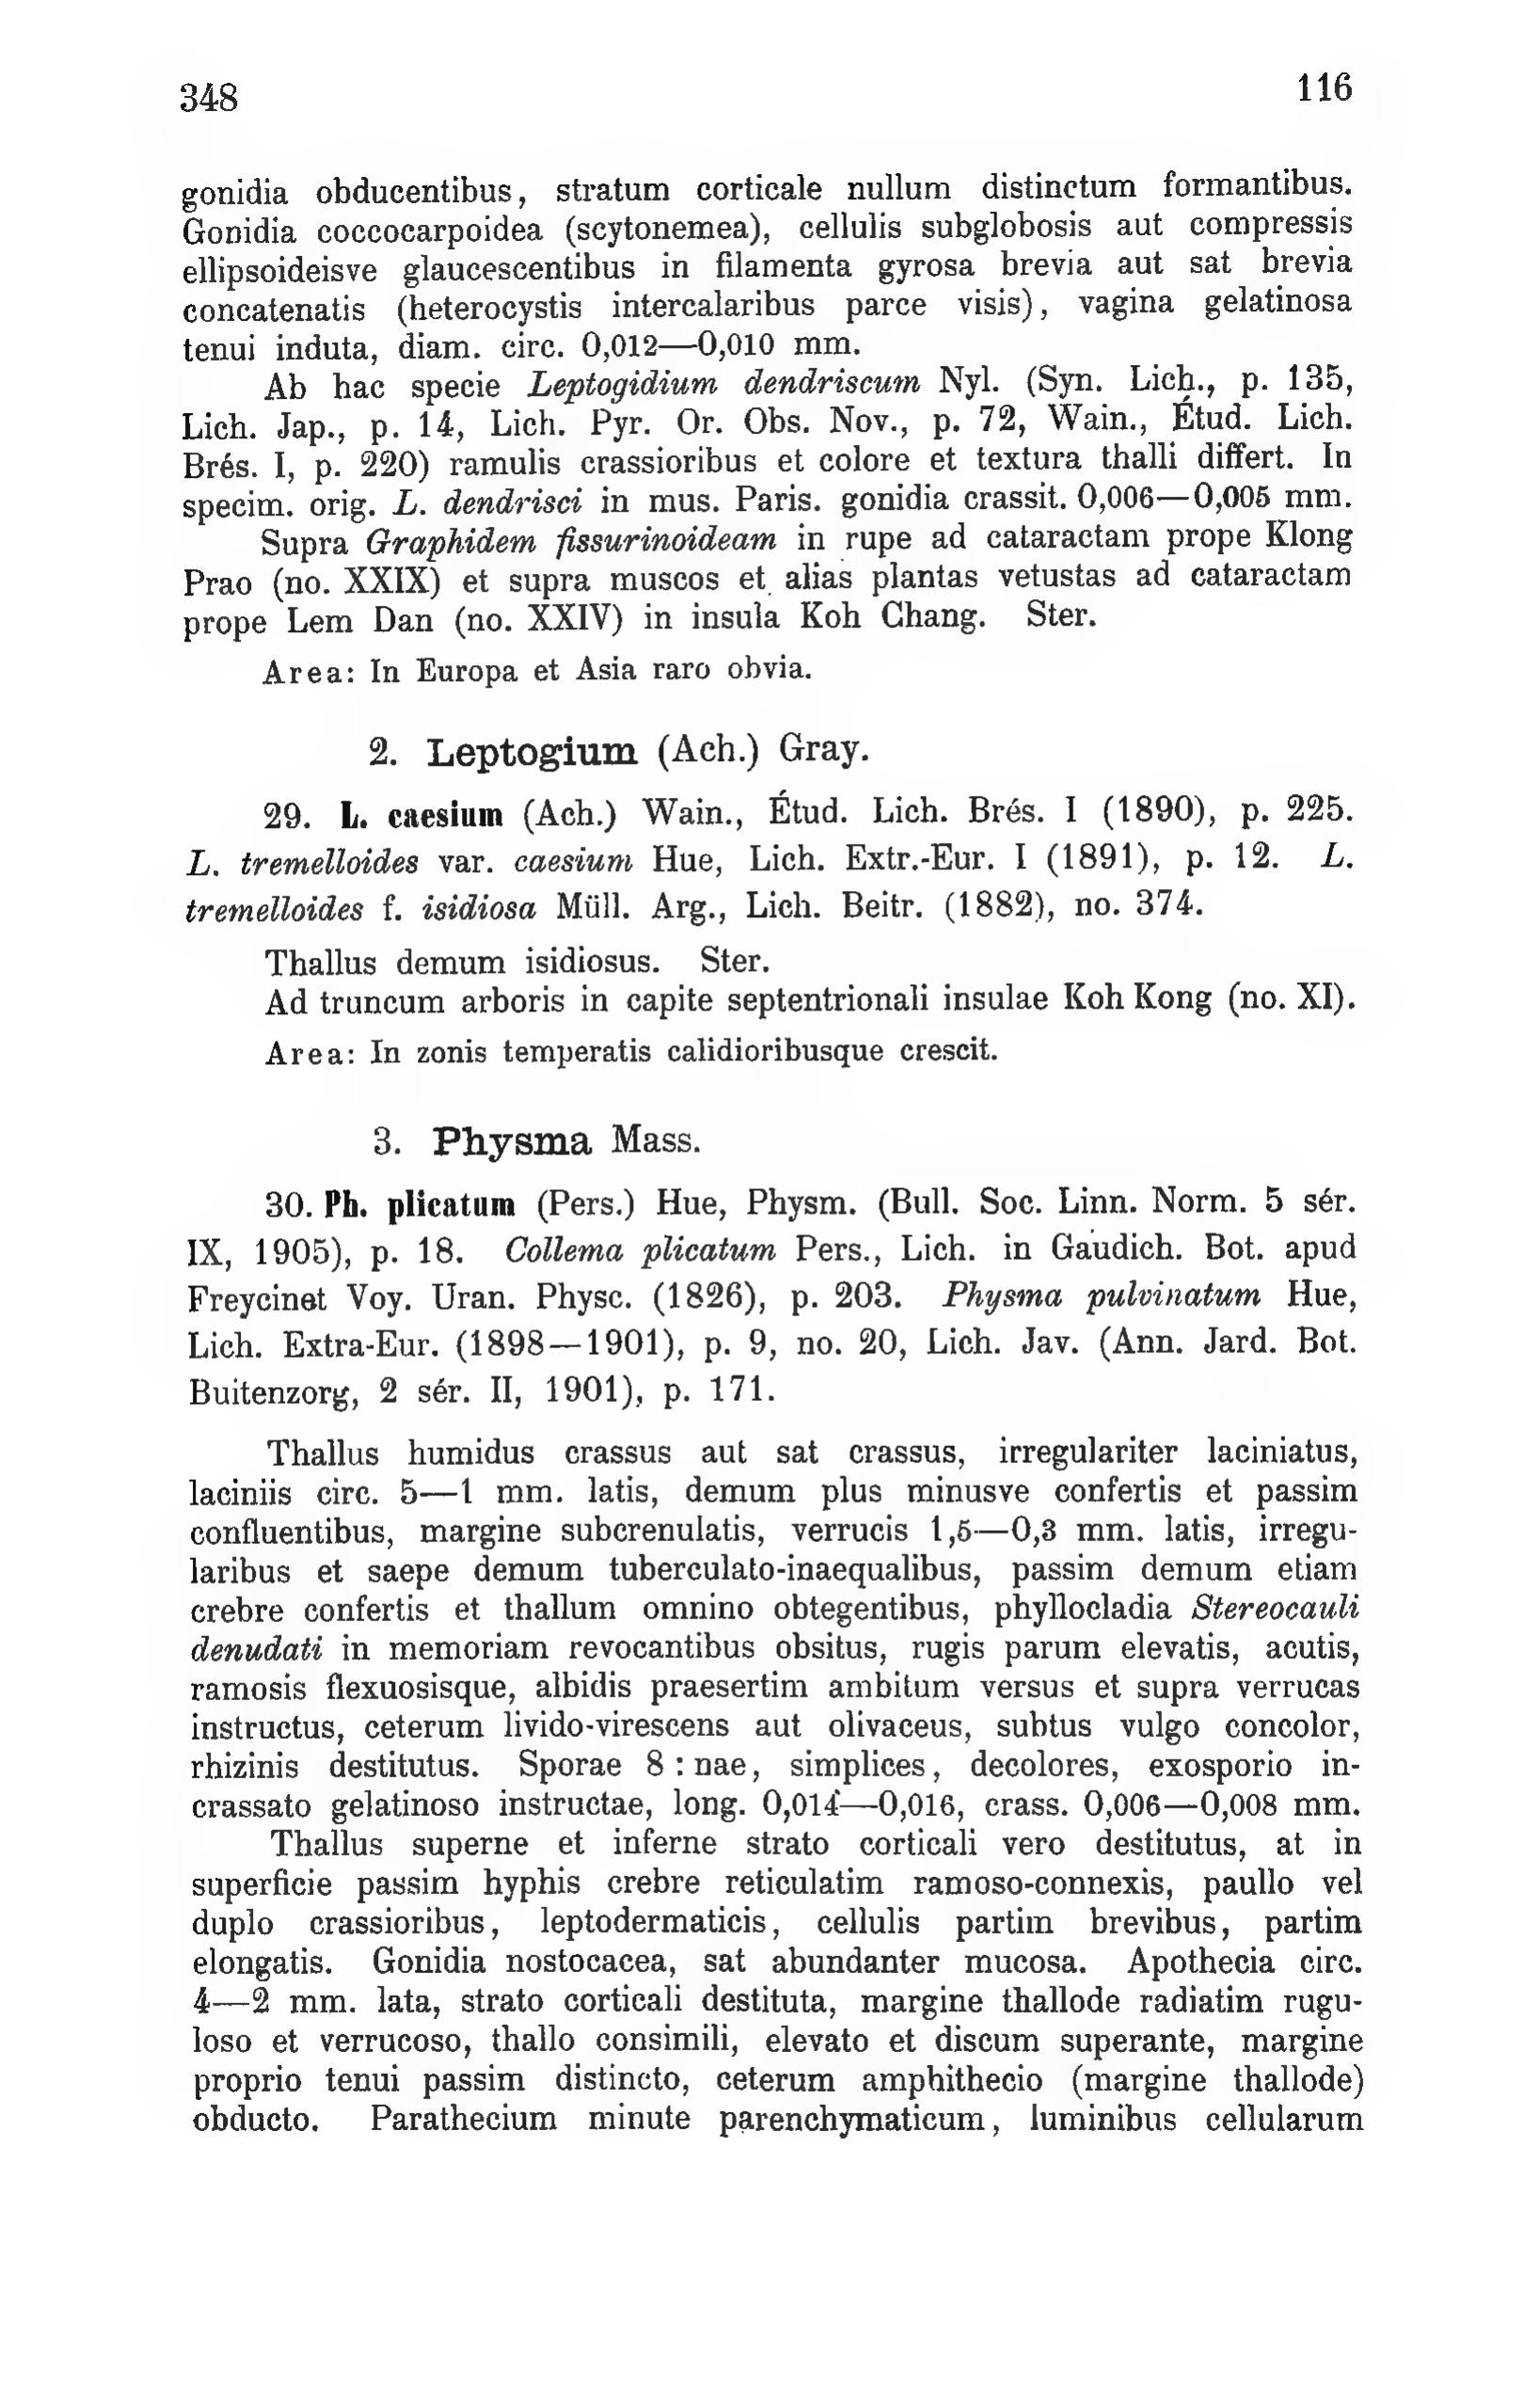 348
116
gonidia obducentibus, stratum corticale nullum distinctum formantibus.
Gonidia coccocarpoidea (scytonemea), cellulis subglobosis aut compressis
ellipsoideisve glaucescentibus in filamenta gyrosa brevia aut sat brevia
concatenatis (heterocystis intercalaribus parce visis), vagina gelatinosa
tenui induta, diam. circ. 0,012—0,010 mm.
Ab hac specie Leptogidium dendriscum Nyl. (Syn. Lich., p. 135,
Lich. Jap., p. 14, Lich. Pyr. Or. Obs. Nov., p. 72, Wain., Étud. Lich.
Brés. I, p. 220) ramulis crassioribus et colore et textura thalli differt. In
specim. orig. L. dendrisci in mus. Paris. gonidia crassit. 0,006—0,005 mm.
Supra Graphidem fissurinoideam in rupe ad cataractam prope Klong
Prao (no. XXIX) et supra muscos et alias plantas vetustas ad cataractam
prope Lem Dan (no. XXIV) in insula Koh Chang. Ster.
Area: In Europa et Asia raro obvia.
2. Leptogium (Ach.) Gray.
29. L. caesium (Ach.) Wain., Étud. Lich. Brés. I (1890), p. 225.
L. tremelloides var. caesium Hue, Lich. Extr.-Eur. I (1891), p. 12. L.
tremelloides f. isidiosa Müll. Arg., Lich. Beitr. (1882), no. 374.
Thallus demum isidiosus. Ster.
Ad truncum arboris in capite septentrionali insulae Koh Kong (no. XI).
Area: In zonis temperatis calidioribusque crescit.
3. Physma Mass.
30. Ph. plicatum (Pers.) Hue, Physm. (Bull. Soc. Linn. Norm. 5 sér.
IX, 1905), p. 18. Collema plicatum Pers., Lich. in Gaudich. Bot. apud
Freycinet Voy. Uran. Physc. (1826), p. 203. Physma pulvinatum Hue,
Lich. Extra-Eur. (1898—1901), p. 9, no. 20, Lich. Jav. (Ann. Jard. Bot.
Buitenzorg, 2 sér. II, 1901), p. 171.
Thallus humidus crassus aut sat crassus, irregulariter laciniatus,
laciniis circ. 5—1 mm. latis, demum plus minusve confertis et passim
confluentibus, margine subcrenulatis, verrucis 1,5—0,3 mm. latis, irregu-
laribus et saepe demum tuberculato-inaequalibus, passim demum etiam
crebre confertis et thallum omnino obtegentibus, phyllocladia Stereocauli
denudati in memoriam revocantibus obsitus, rugis parum elevatis, acutis,
ramosis flexuosisque, albidis praesertim ambitum versus et supra verrucas
instructus, ceterum livido-virescens aut olivaceus, subtus vulgo concolor,
rhizinis destitutus. Sporae 8 : nae, simplices, decolores, exosporio in-
crassato gelatinoso instructae, long. 0,014—0,016, crass. 0,006—0,008 mm.
Thallus superne et inferne strato corticali vero destitutus, at in
superficie passim hyphis crebre reticulatim ramoso-connexis, paullo vel
duplo crassioribus, leptodermaticis, cellulis partim brevibus, partim
elongatis. Gonidia nostocacea, sat abundanter mucosa. Apothecia circ.
4—2 mm. lata, strato corticali destituta, margine thallode radiatim rugu-
loso et verrucoso, thallo consimili, elevato et discum superante, margine
proprio tenui passim distincto, ceterum amphithecio (margine thallode)
obducto. Parathecium minute parenchymaticum, luminibus cellularum